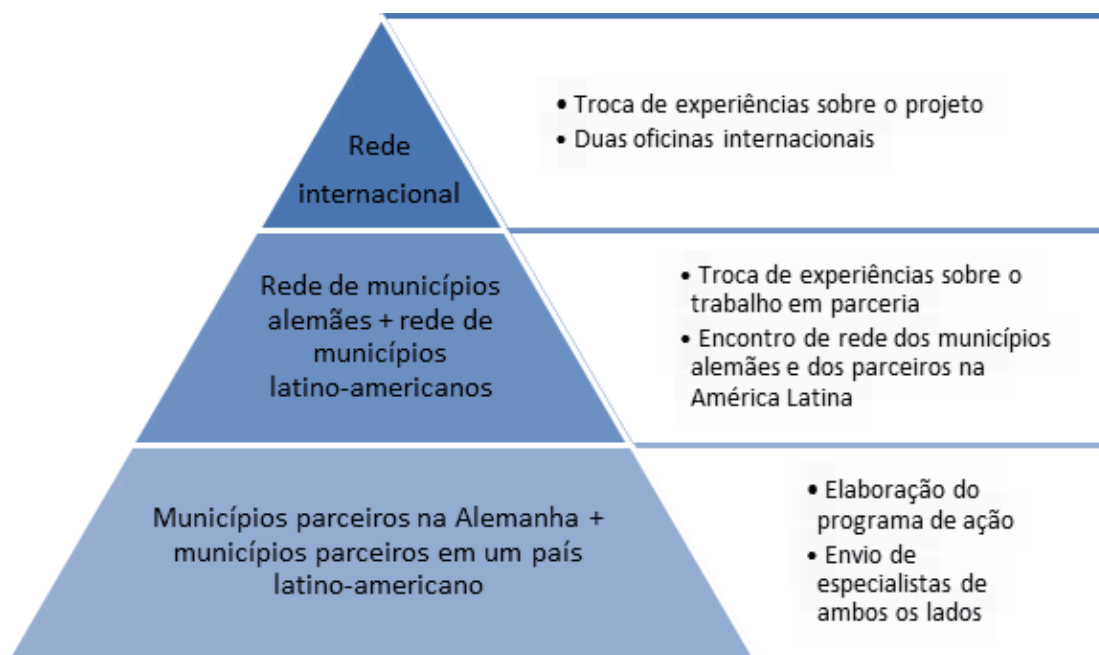 Rede
internacional
• Troca de experiências sobre o projeto
• Duas oficinas internacionais
Rede de municípios
alemães + rede de
municípios
latino-americanos
• Troca de experiências sobre o
trabalho em parceria
• Encontro de rede dos municípios
alemães e dos parceiros na
América Latina
Municípios parceiros na Alemanha +
municípios parceiros em um país
latino-americano
• Elaboração do
programa de ação
• Envio de
especialistas de
ambos os lados